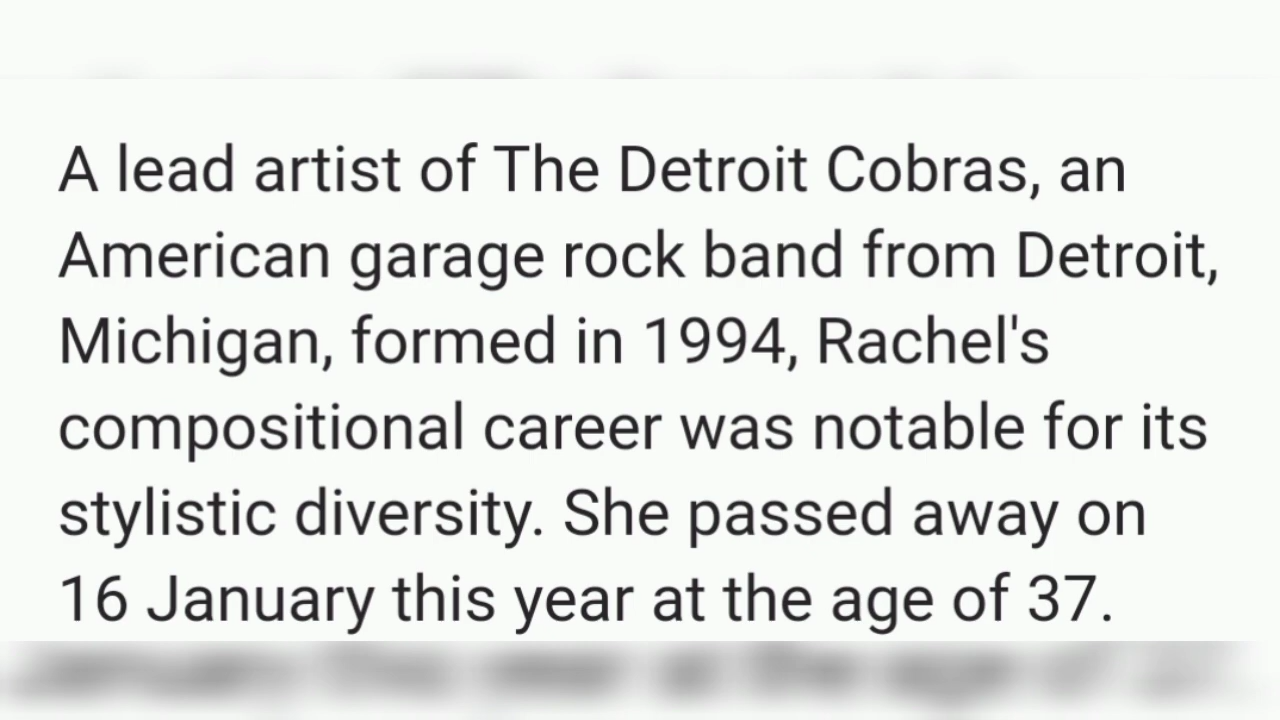 A lead artist of The Detroit Cobras, an
American garage rock band from Detroit,
Michigan, formed in 1994, Rachel's
compositional career was notable for its
stylistic diversity. She passed away on
16 January this year at the age of 37.